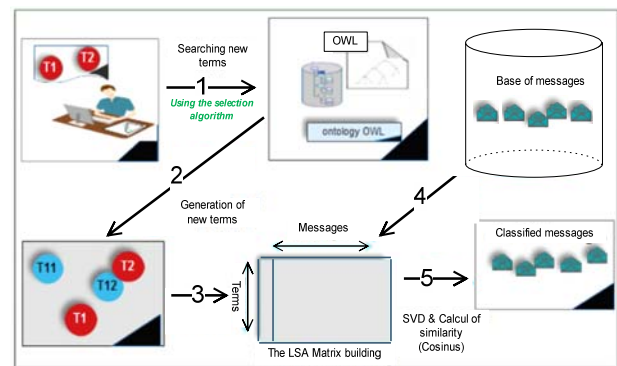 T1 T2
Searching new
terms
1
Using the selection
algorithm
OWL
ontology OWL
Base of messages
2
Generation of
new terms
4
Messages
Classified messages
T11
T2
T12
T1
3
Terms
5
SVD & Calcul of
similarity
(Cosinus)
The LSA Matrix building